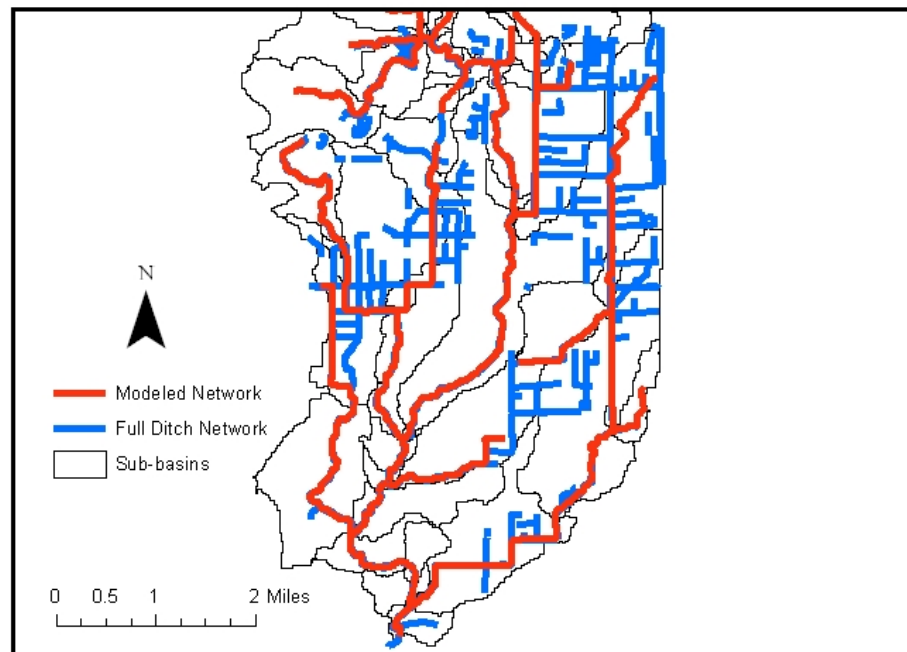 N
Modeled Network
Full Ditch Network
Sub-basins
0 0.5 1 2 Miles